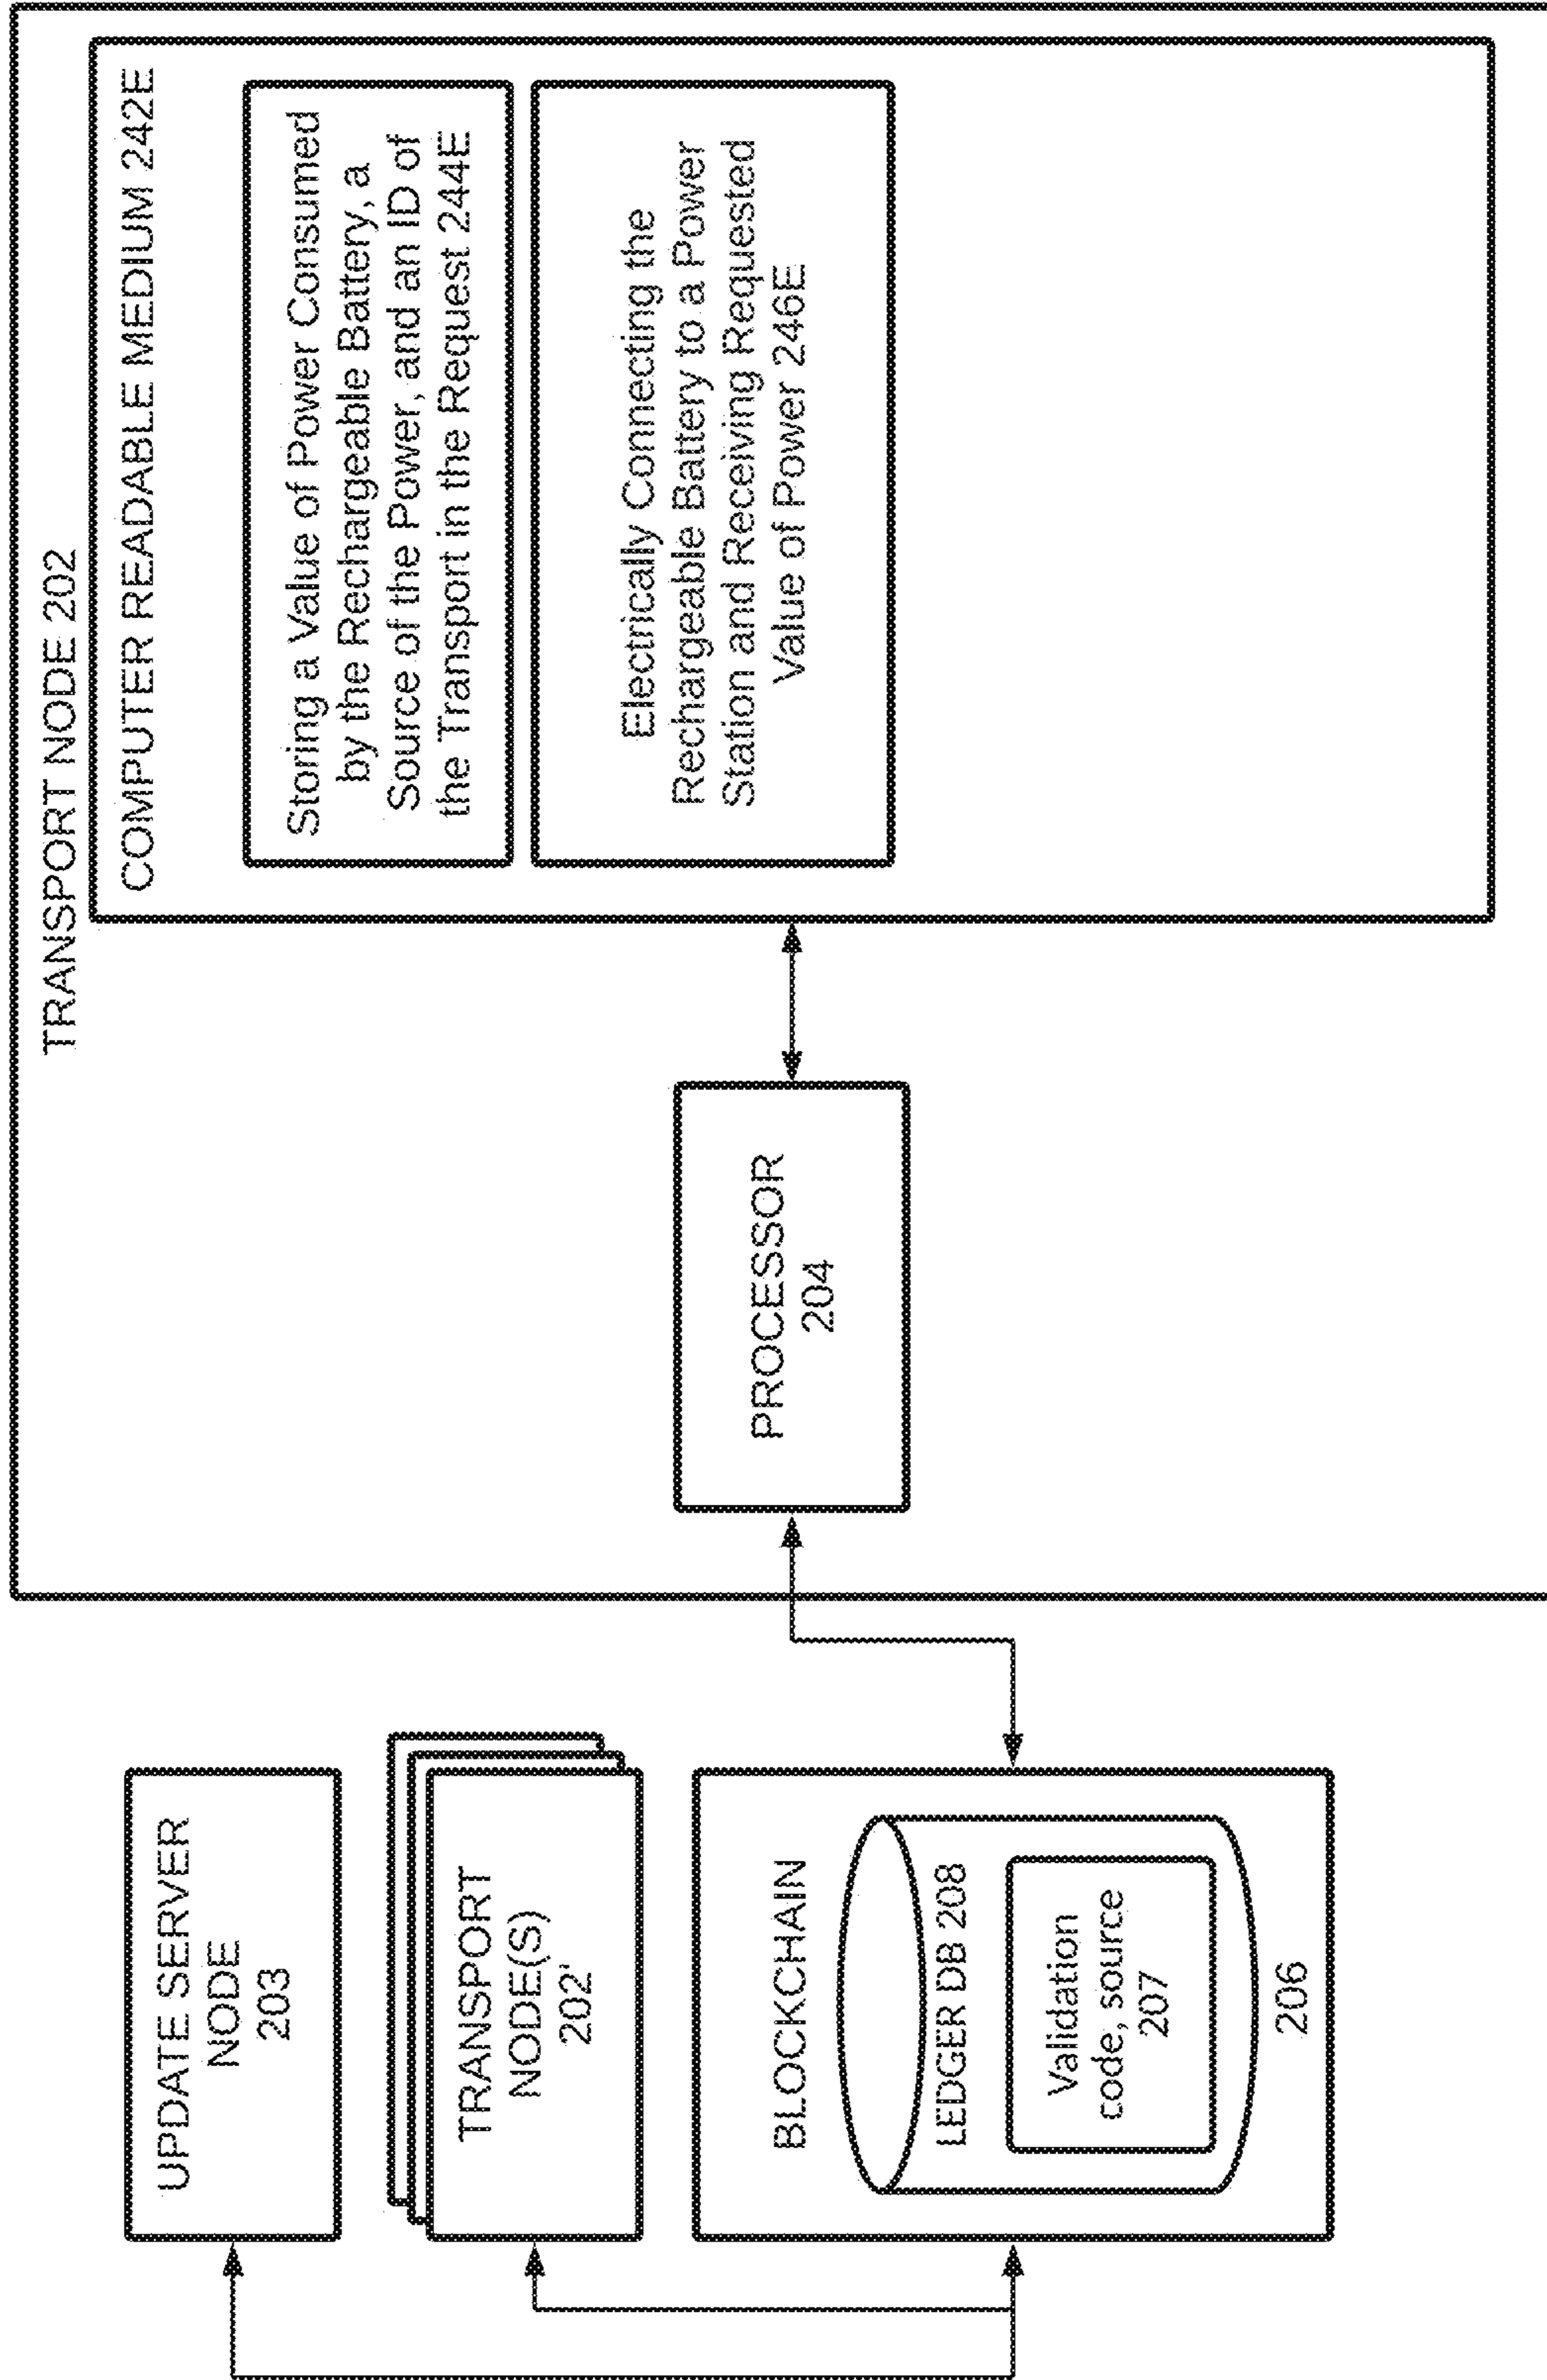 UPDATE SERVER
NODE
203
TRANSPORT
NODE(S)
202'
BLOCKCHAIN
LEDGER DB 208
Validation
code, source
207
206
TRANSPORT NODE 202
PROCESSOR
204
COMPUTER READABLE MEDIUM 242E
Storing a Value of Power Consumed
by the Rechargeable Battery, a
Source of the Power, and an ID of
the Transport in the Request 244E
Electrically Connecting the
Rechargeable Battery to a Power
Station and Receiving Requested
Value of Power 246E